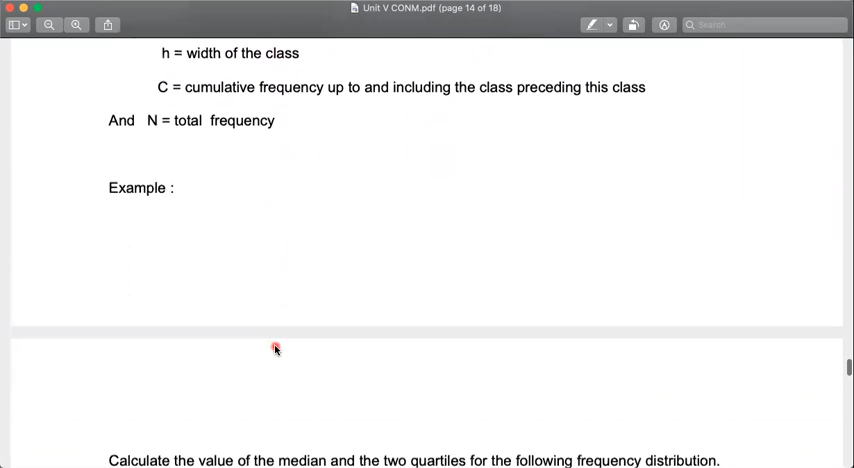 Unit V CONM.pdf (page 14 of 18)
Search
h = width of the class
C = cumulative frequency up to and including the class preceding this class
And N = total frequency
Example :
Calculate the value of the median and the two quartiles for the following frequency distribution.